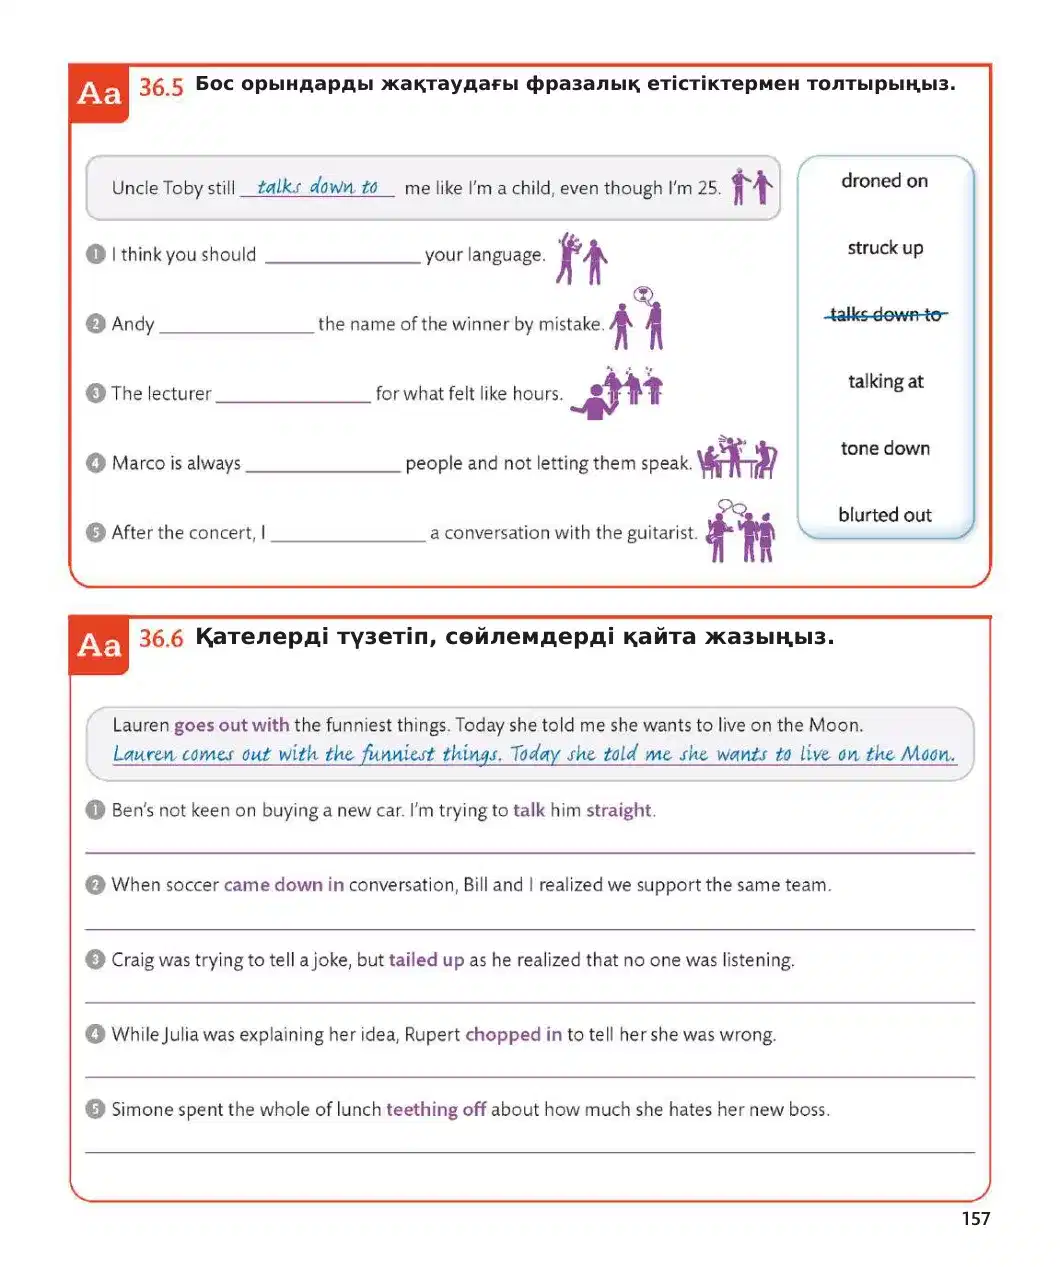 Aa 36.5 Бос орындарды жақтаудағы фразалық етістіктермен толтырыңыз.
Uncle Toby still talks down to me like I'm a child, even though I'm 25.
1 I think you should ______ your language.
2 Andy ______ the name of the winner by mistake.
3 The lecturer ______ for what felt like hours.
4 Marco is always ______ people and not letting them speak.
5 After the concert, I ______ a conversation with the guitarist.
droned on
struck up
talks down to
talking at
tone down
blurted out
Aa 36.6 Қателерді түзетіп, сөйлемдерді қайта жазыңыз.
Lauren goes out with the funniest things. Today she told me she wants to live on the Moon.
Lauren comes out with the funniest things. Today she told me she wants to live on the Moon.
1 Ben's not keen on buying a new car. I'm trying to talk him straight.
2 When soccer came down in conversation, Bill and I realized we support the same team.
3 Craig was trying to tell a joke, but tailed up as he realized that no one was listening.
4 While Julia was explaining her idea, Rupert chopped in to tell her she was wrong.
5 Simone spent the whole of lunch teething off about how much she hates her new boss.
157